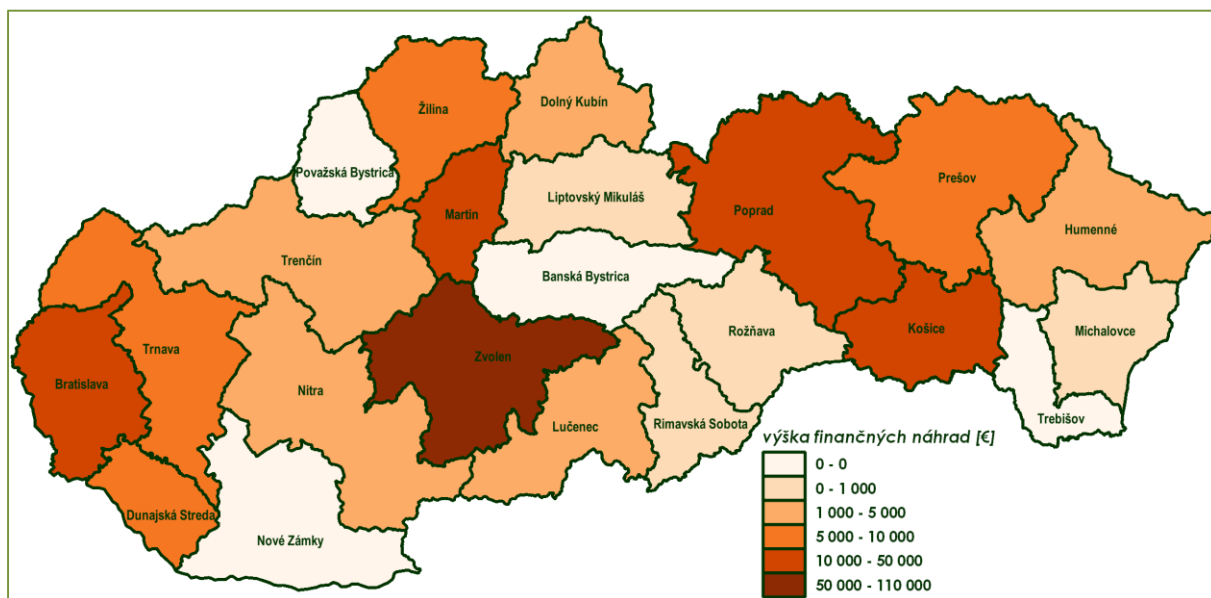 Žilina
Dolný Kubín
Považská Bystrica
Liptovský Mikuláš
Prešov
Martin
Poprad
Humenné
Trenčín
Banská Bystrica
Rožňava
Košice
Michalovce
Trnava
Zvolen
Bratislava
Nitra
Lučenec
Rimavská Sobota
Trebišov
Dunajská Streda
Nové Zámky
výška finančných náhrad [€]
0 - 0
0 - 1 000
1 000 - 5 000
5 000 - 10 000
10 000 - 50 000
50 000 - 110 000